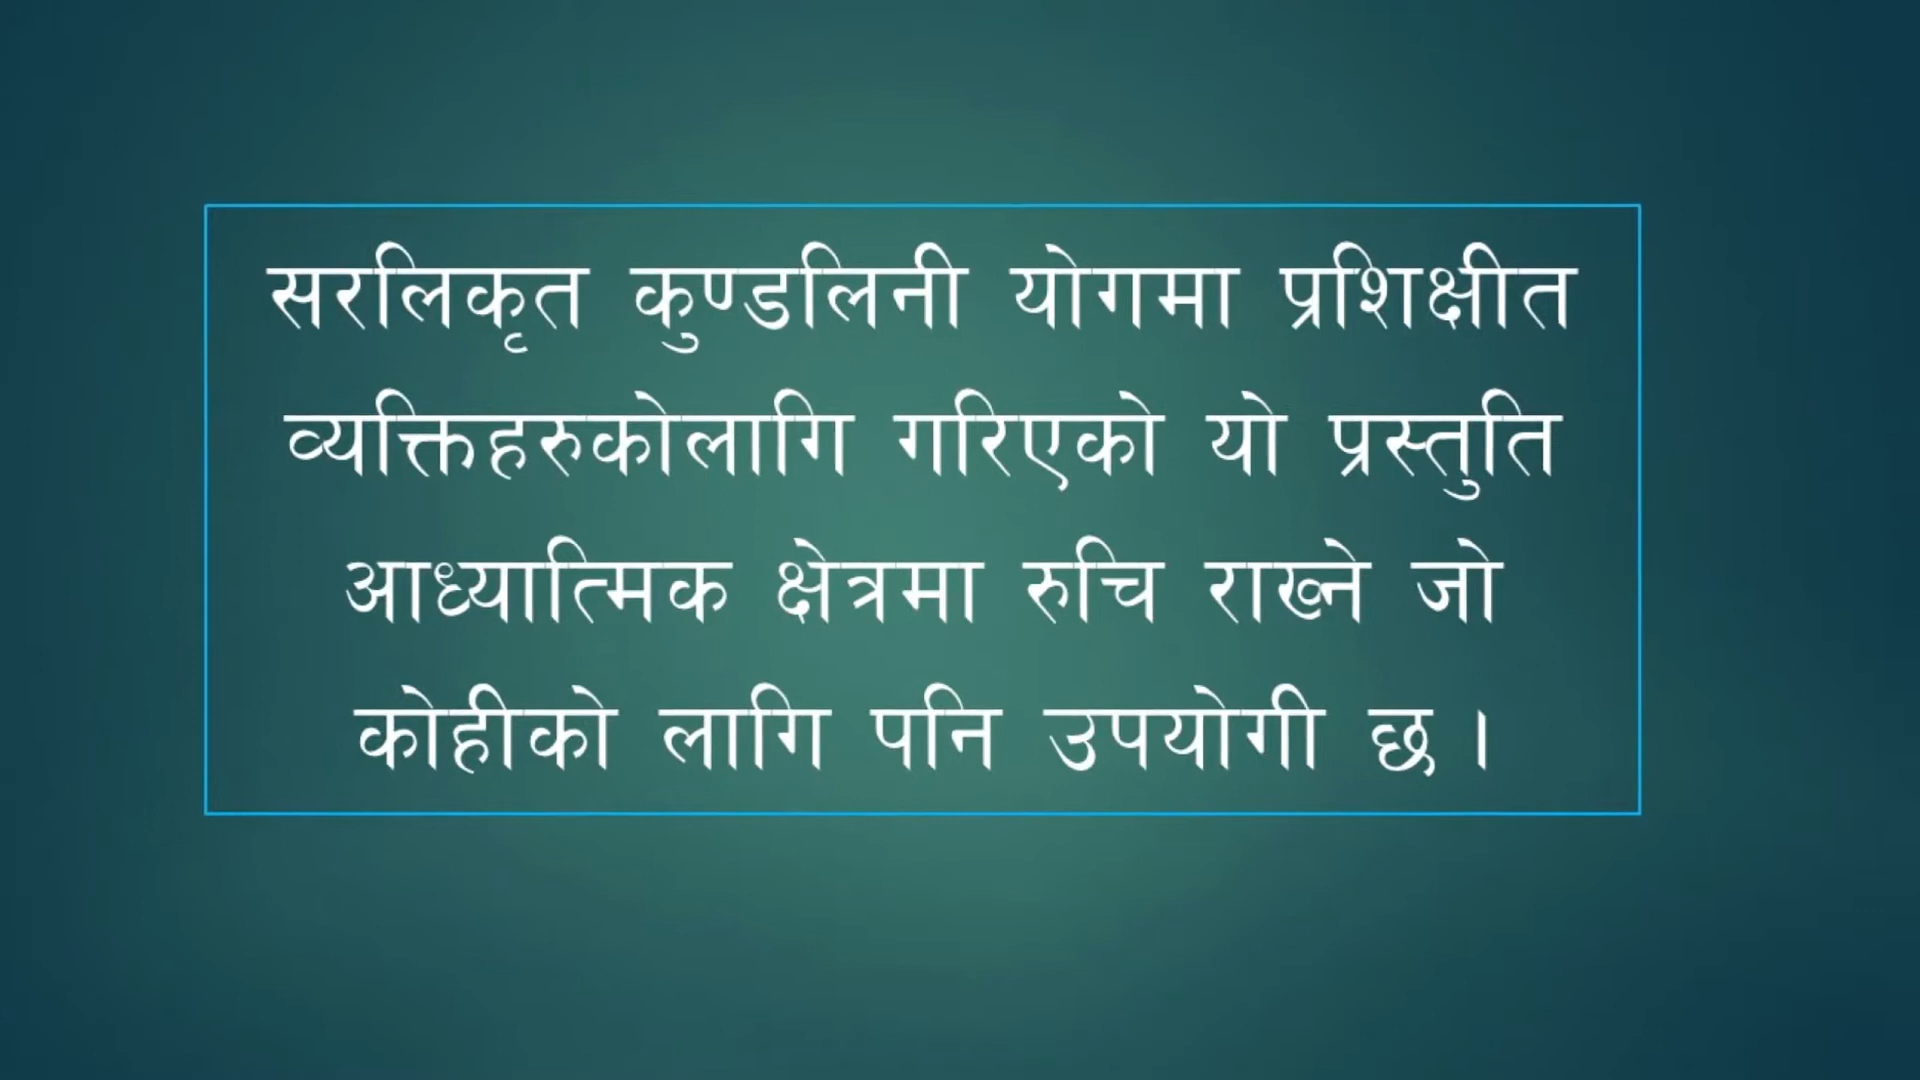 सरलिकृत कुण्डलिनी योगमा प्रशिक्षीत
व्यक्तिहरुकोलागि गरिएको यो प्रस्तुति
आध्यात्मिक क्षेत्रमा रुचि राख्ने जो
कोहीको लागि पनि उपयोगी छ ।